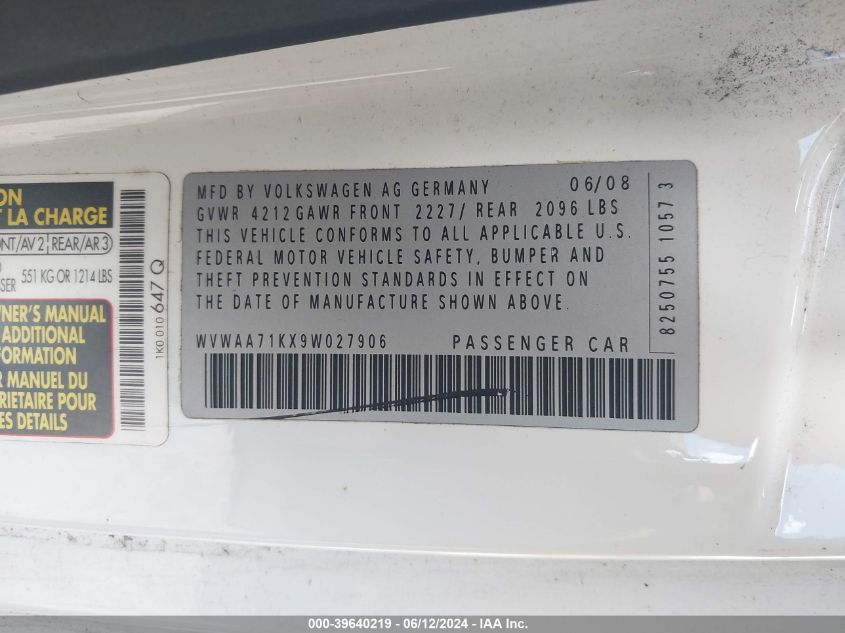 ON
T LA CHARGE
ONT/AV 2 REAR/AR 3
SER 551 KG OR 1214 LBS
WNER'S MANUAL
ADDITIONAL
FORMATION
R MANUEL DU
PRIETAIRE POUR
ES DETAILS
1K0 010 647 Q
MFD BY VOLKSWAGEN AG GERMANY 06/08
GVWR 4212 GAWR FRONT 2227/ REAR 2096 LBS
THIS VEHICLE CONFORMS TO ALL APPLICABLE U.S.
FEDERAL MOTOR VEHICLE SAFETY, BUMPER AND
THEFT PREVENTION STANDARDS IN EFFECT ON
THE DATE OF MANUFACTURE SHOWN ABOVE.
WVWAA71KX9W027906 PASSENGER CAR
8250755 1057 3
000-39640219 - 06/12/2024 - IAA Inc.